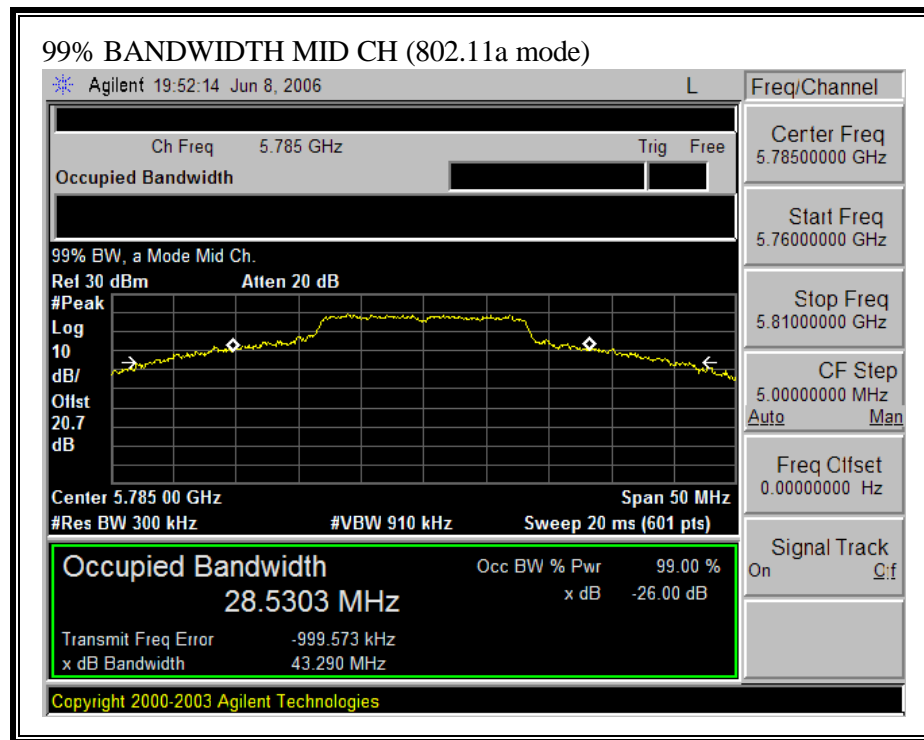 99% BANDWIDTH MID CH (802.11a mode)
Agilent 19:52:14 Jun 8, 2006 L
Freq/Channel
Ch Freq 5.785 GHz Trig Free
Occupied Bandwidth
Center Freq
5.78500000 GHz
Start Freq
5.76000000 GHz
Stop Freq
5.81000000 GHz
CF Step
5.00000000 MHz
Auto Man
Freq Offset
0.00000000 Hz
Signal Track
On Off
99% BW, a Mode Mid Ch.
Ref 30 dBm Atten 20 dB
#Peak
Log
10
dB/
Offst
20.7
dB
Center 5.785 00 GHz Span 50 MHz
#Res BW 300 kHz #VBW 910 kHz Sweep 20 ms (601 pts)
Occupied Bandwidth
28.5303 MHz
Occ BW % Pwr 99.00 %
x dB -26.00 dB
Transmit Freq Error -999.573 kHz
x dB Bandwidth 43.290 MHz
Copyright 2000-2003 Agilent Technologies